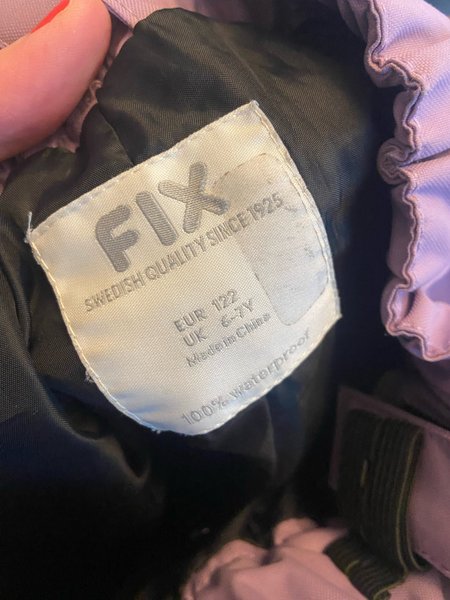 FIX
SWEDISH QUALITY SINCE 1925
EUR 122
UK 6-7Y
Made in China
100% waterproof